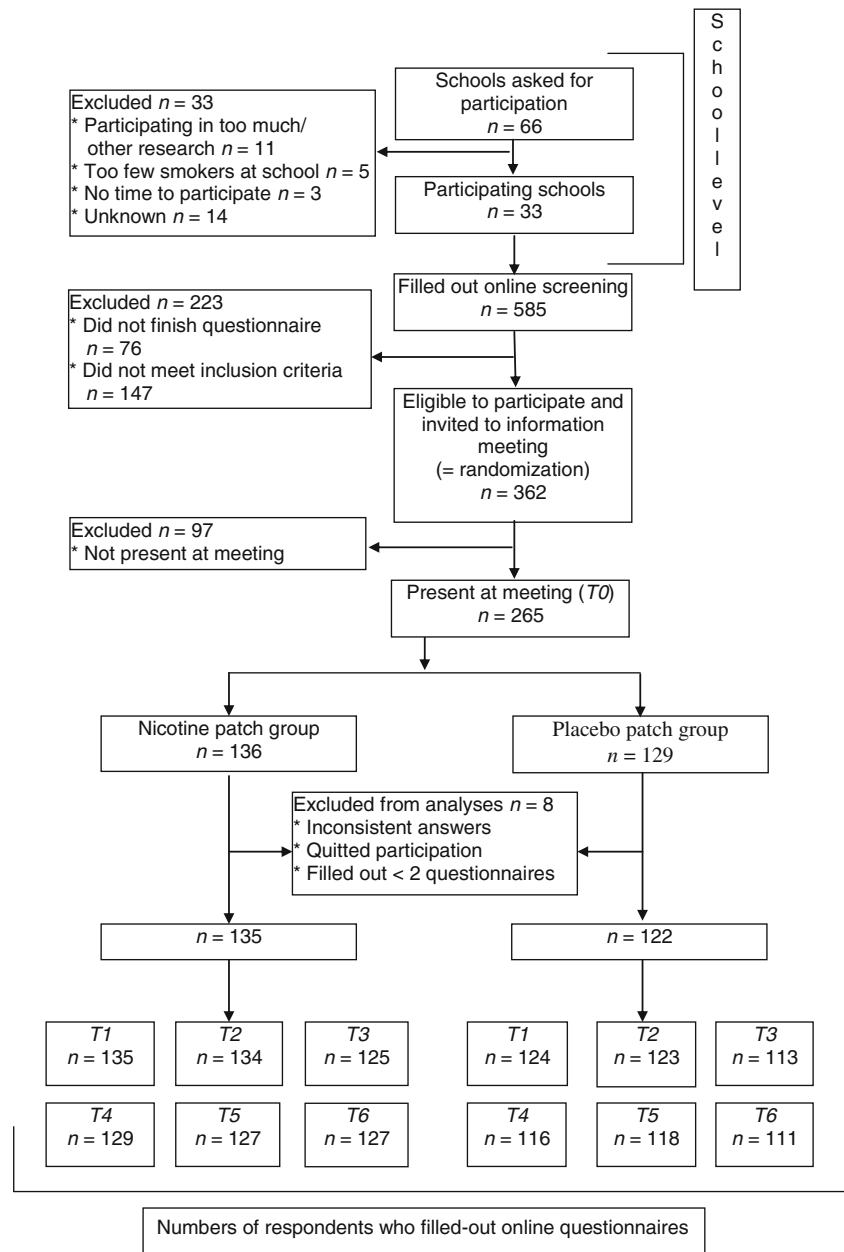 Schoollevel
Schools asked for
participation
n = 66
Excluded n = 33
* Participating in too much/
other research n = 11
* Too few smokers at school n = 5
* No time to participate n = 3
* Unknown n = 14
Participating schools
n = 33
Filled out online screening
n = 585
Excluded n = 223
* Did not finish questionnaire
n = 76
* Did not meet inclusion criteria
n = 147
Eligible to participate and
invited to information
meeting
(= randomization)
n = 362
Excluded n = 97
* Not present at meeting
Present at meeting (T0)
n = 265
Nicotine patch group
n = 136
Placebo patch group
n = 129
Excluded from analyses n = 8
* Inconsistent answers
* Quitted participation
* Filled out < 2 questionnaires
n = 135
n = 122
T1
n = 135
T2
n = 134
T3
n = 125
T1
n = 124
T2
n = 123
T3
n = 113
T4
n = 129
T5
n = 127
T6
n = 127
T4
n = 116
T5
n = 118
T6
n = 111
Numbers of respondents who filled-out online questionnaires